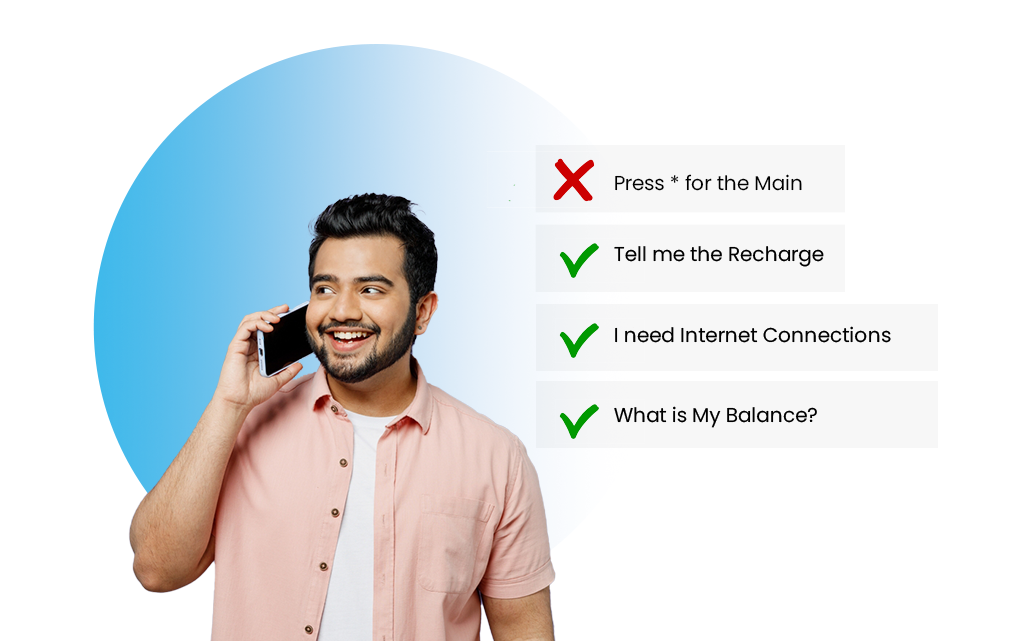 Press * for the Main
Tell me the Recharge
I need Internet Connections
What is My Balance?